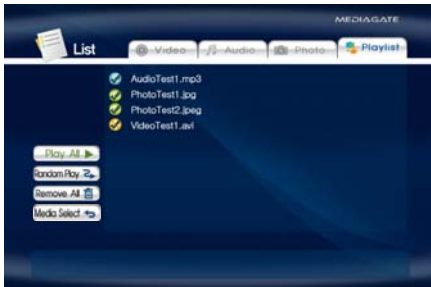 MEDIAGATE
List
Video
Audio
Photo
Playlist
AudioTest1.mp3
PhotoTest1.jpg
PhotoTest2.jpeg
VideoTest1.avi
Play All
Random Play
Remove All
Media Select